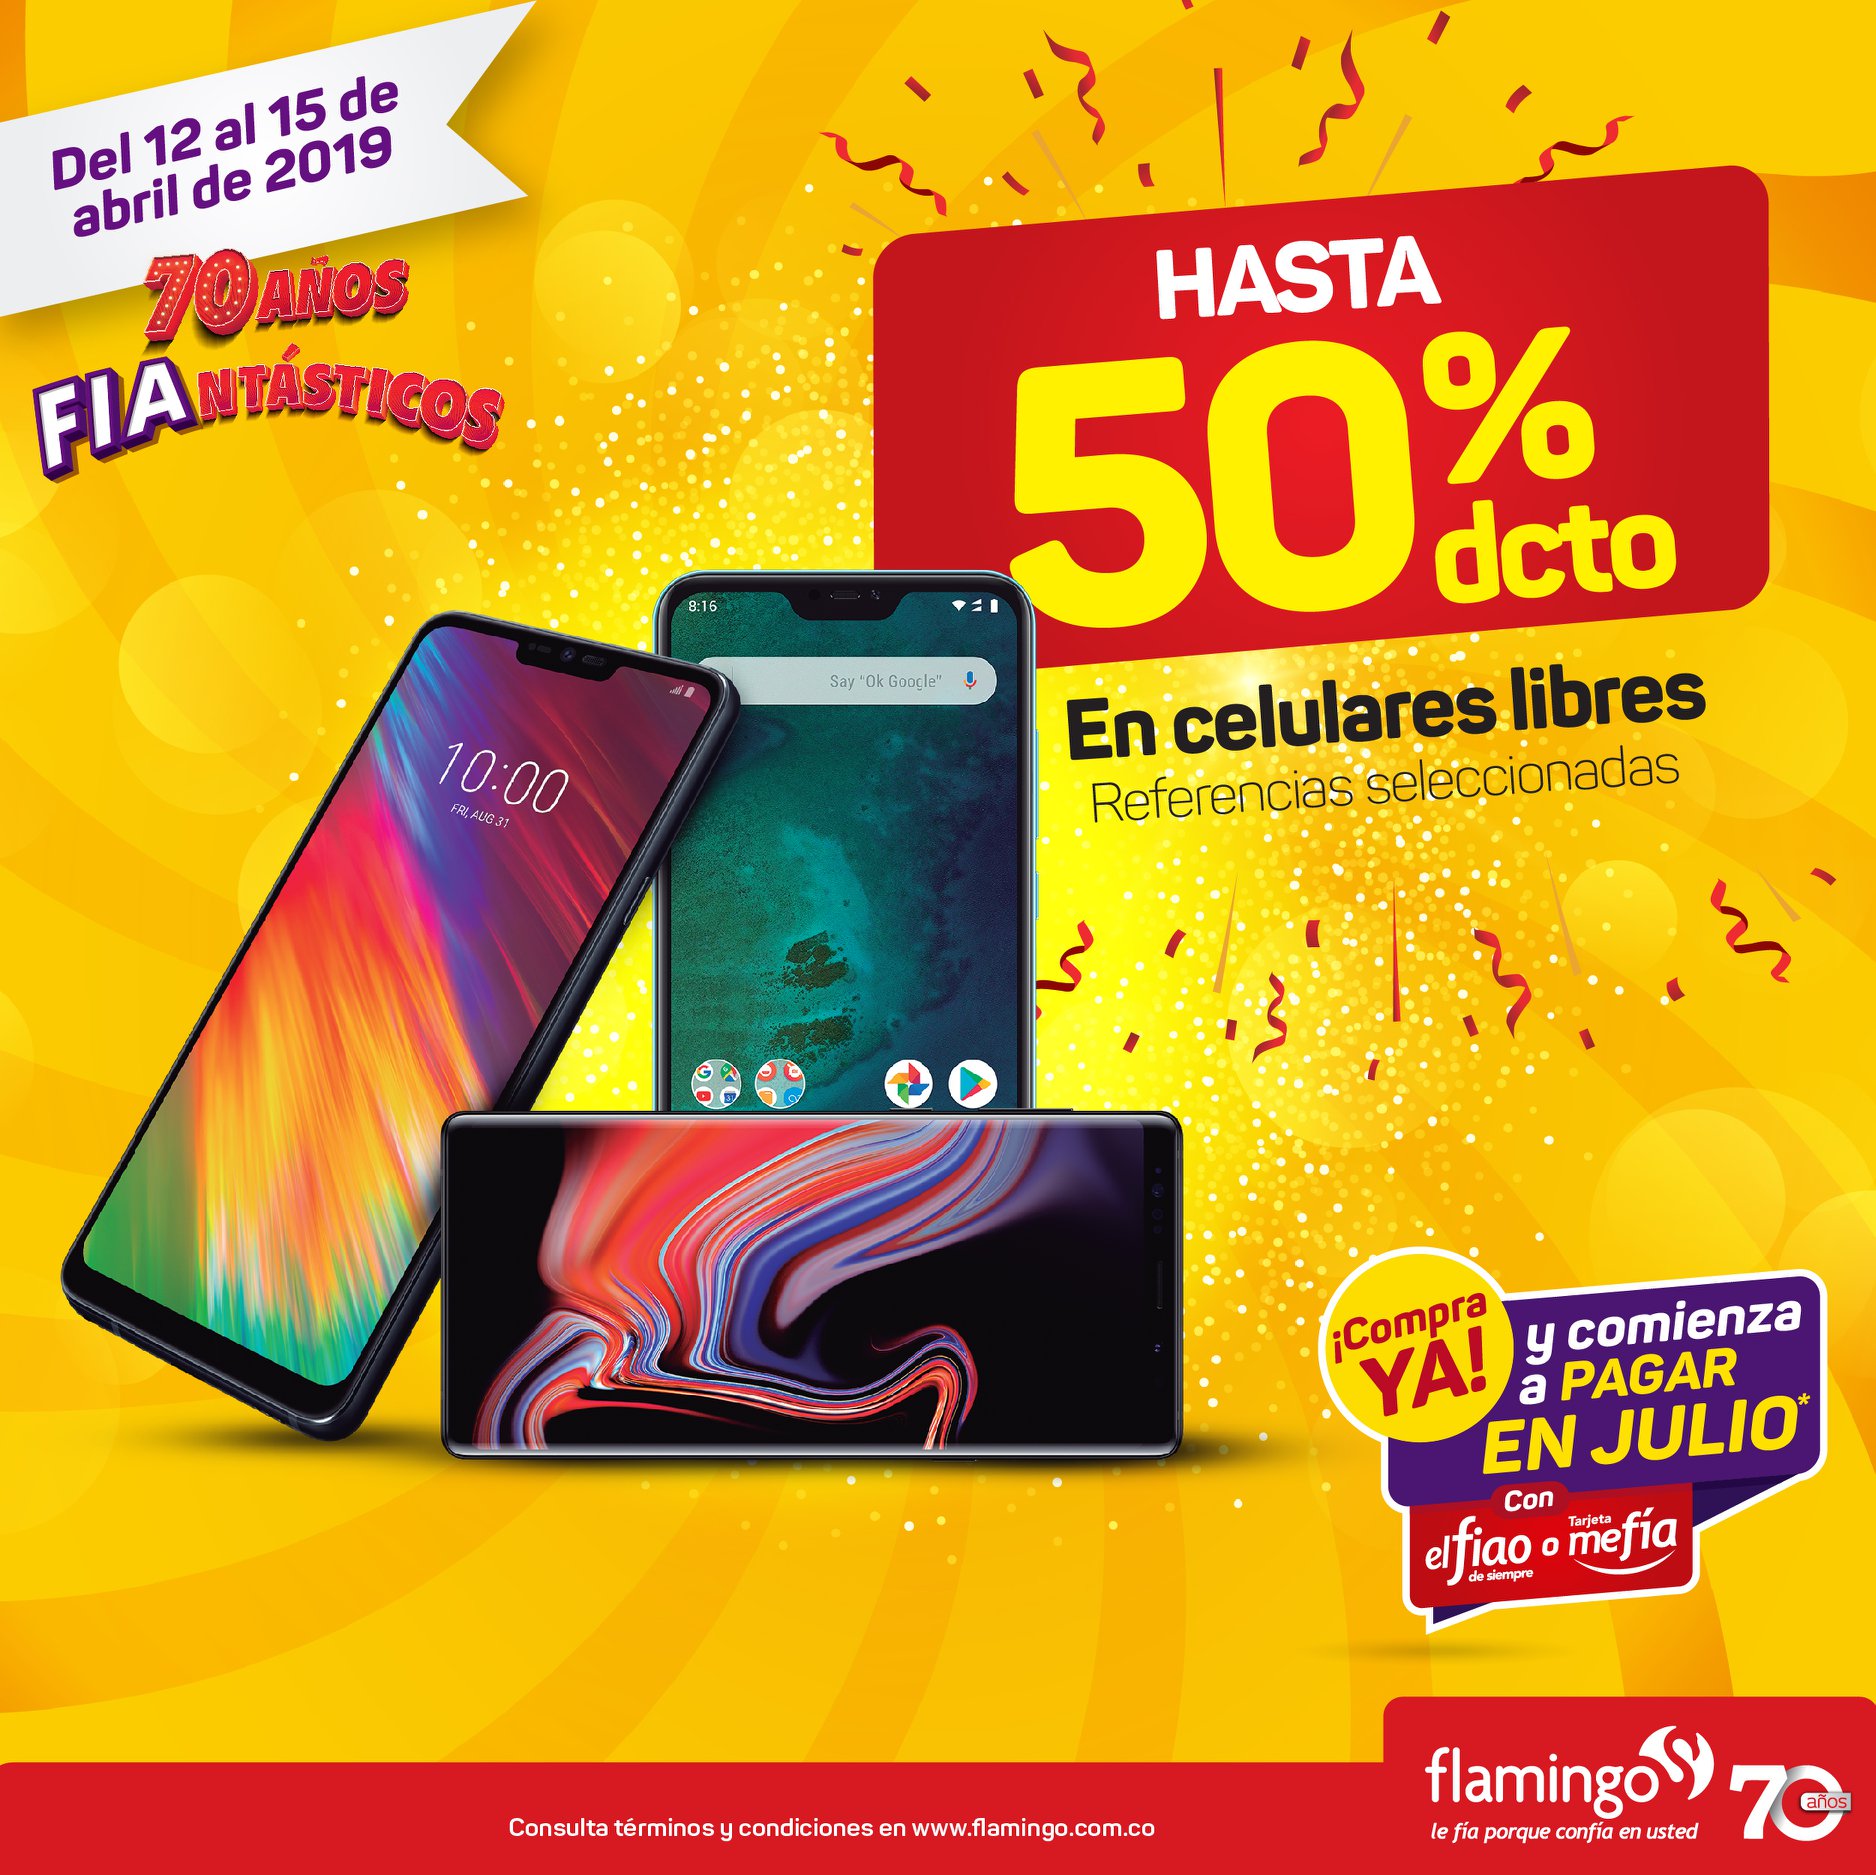 Del 12 al 15 de
abril de 2019
70 AÑOS
FIANTÁSTICOS
HASTA
50%
dcto
En celulares libres
Referencias seleccionadas
8:16
Say "Ok Google"
10:00
FRI, AUG 31
¡Compra
YA!
y comienza
a PAGAR
EN JULIO*
Con
el fiao de siempre o Tarjeta mefía
flamingo
le fía porque confía en usted
70 años
Consulta términos y condiciones en www.flamingo.com.co